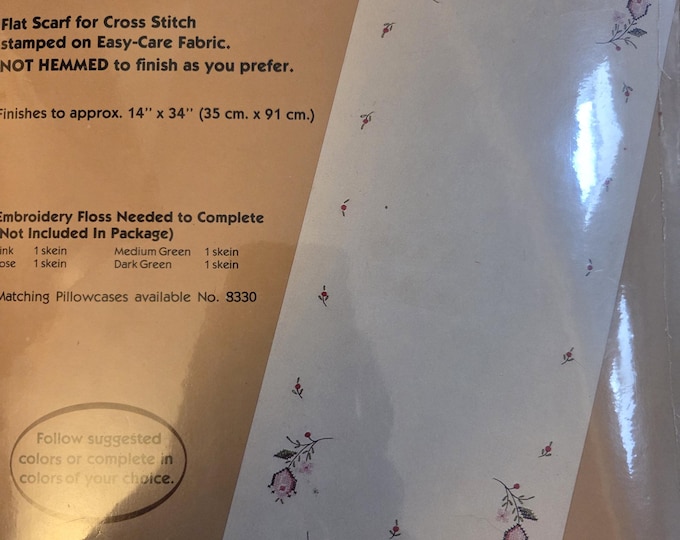 Flat Scarf for Cross Stitch
stamped on Easy-Care Fabric.
NOT HEMMED to finish as you prefer.
Finishes to approx. 14'' x 34'' (35 cm. x 91 cm.)
Embroidery Floss Needed to Complete
(Not Included In Package)
ink 1 skein Medium Green 1 skein
ose 1 skein Dark Green 1 skein
Matching Pillowcases available No. 8330
Follow suggested
colors or complete in
colors of your choice.